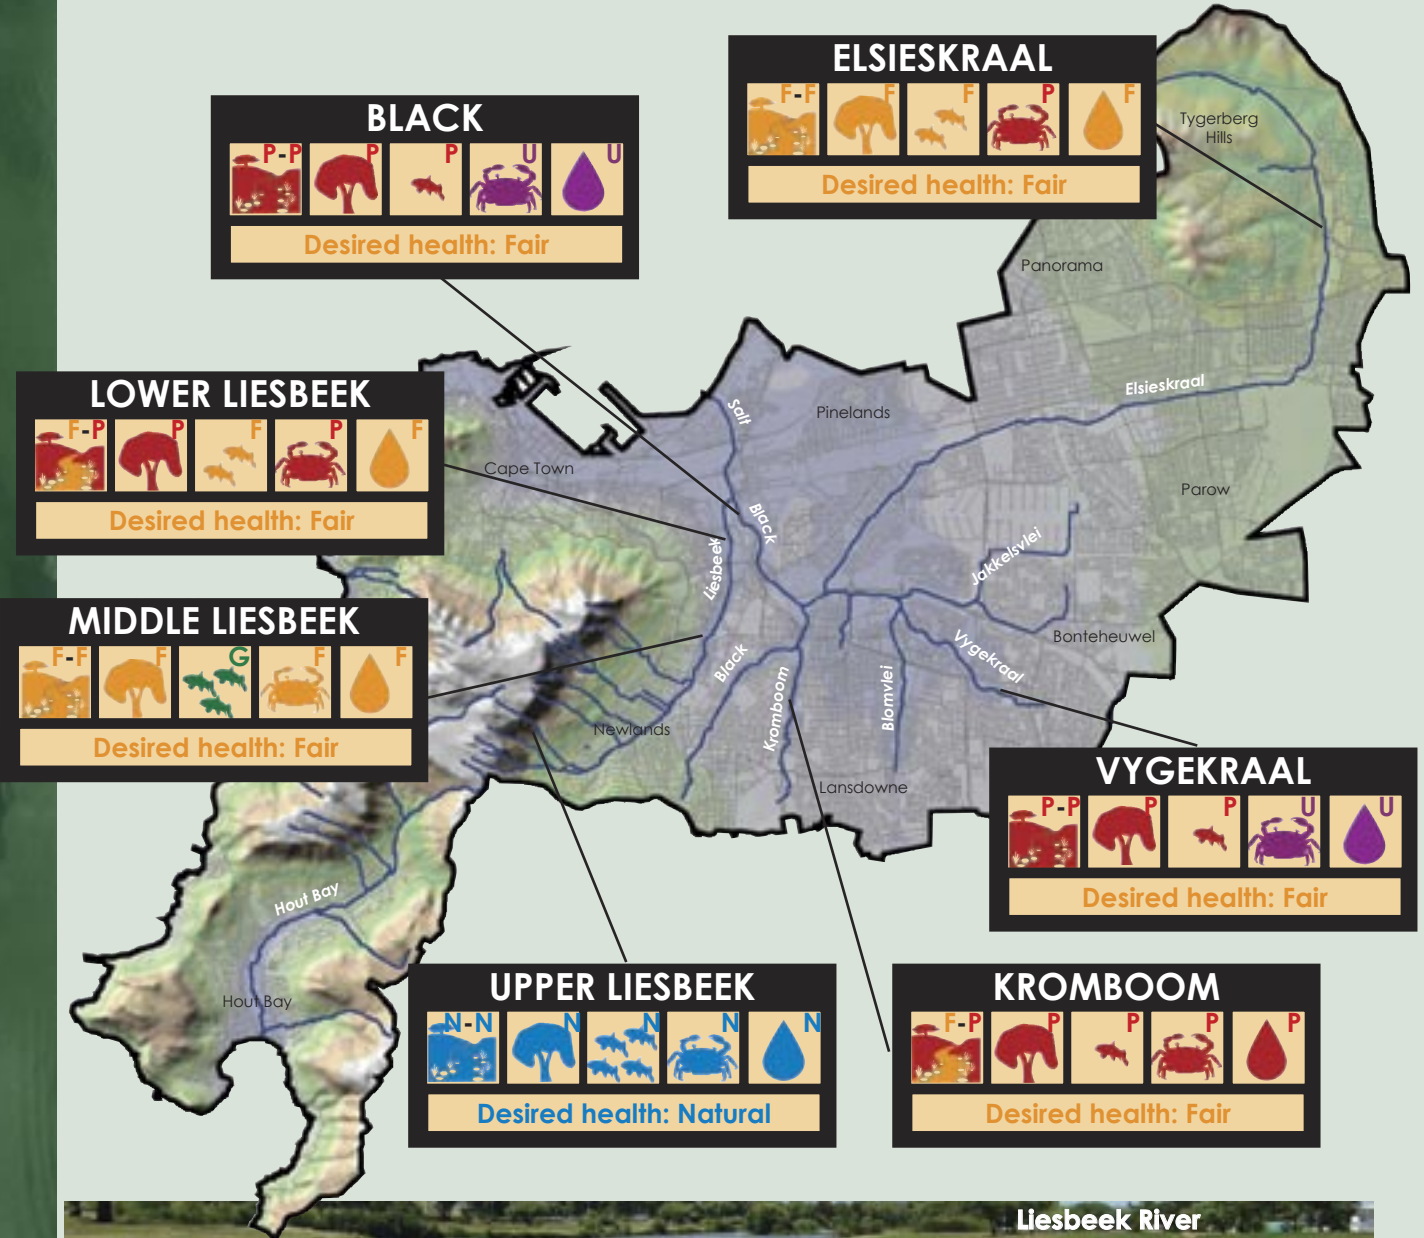 ELSIESKRAAL
F-F F F P F
Desired health: Fair
BLACK
P-P P P U U
Desired health: Fair
Tygerberg
Hills
Panorama
LOWER LIESBEEK
F-P P F P F
Desired health: Fair
Elsieskraal
Salt
Pinelands
Cape Town
Parow
Black
Liesbeek
Jakkelsvlei
MIDDLE LIESBEEK
F-F F G F F
Desired health: Fair
Bonteheuwel
Vygekraal
Black
Kromboom
Blomvlei
Newlands
Lansdowne
VYGEKRAAL
P-P P P U U
Desired health: Fair
Hout Bay
Hout Bay
UPPER LIESBEEK
N-N N N N N
Desired health: Natural
KROMBOOM
F-P P P P P
Desired health: Fair
Liesbeek River